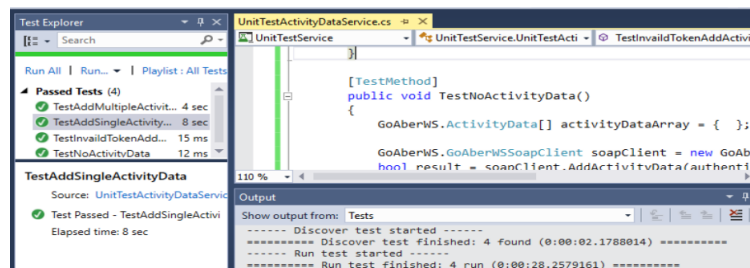 Test Explorer
Search
Run All | Run... | Playlist : All Tests
Passed Tests (4)
TestAddMultipleActivit... 4 sec
TestAddSingleActivity... 8 sec
TestInvaildTokenAdd... 15 ms
TestNoActivityData 12 ms
TestAddSingleActivityData
Source: UnitTestActivityDataServic
Test Passed - TestAddSingleActivi
Elapsed time: 8 sec
UnitTestActivityDataService.cs
UnitTestService
UnitTestService.UnitTestActi
TestInvaildTokenAddActivi
}
[TestMethod]
public void TestNoActivityData()
{
GoAberWS.ActivityData[] activityDataArray = { };
GoAberWS.GoAberWSSoapClient soapClient = new GoAb
bool result = soapClient.AddActivityData(authenti
110 %
Output
Show output from: Tests
------ Discover test started ------
========== Discover test finished: 4 found (0:00:02.1788014) ==========
------ Run test started ------
========== Run test finished: 4 run (0:00:28.2579161) ==========